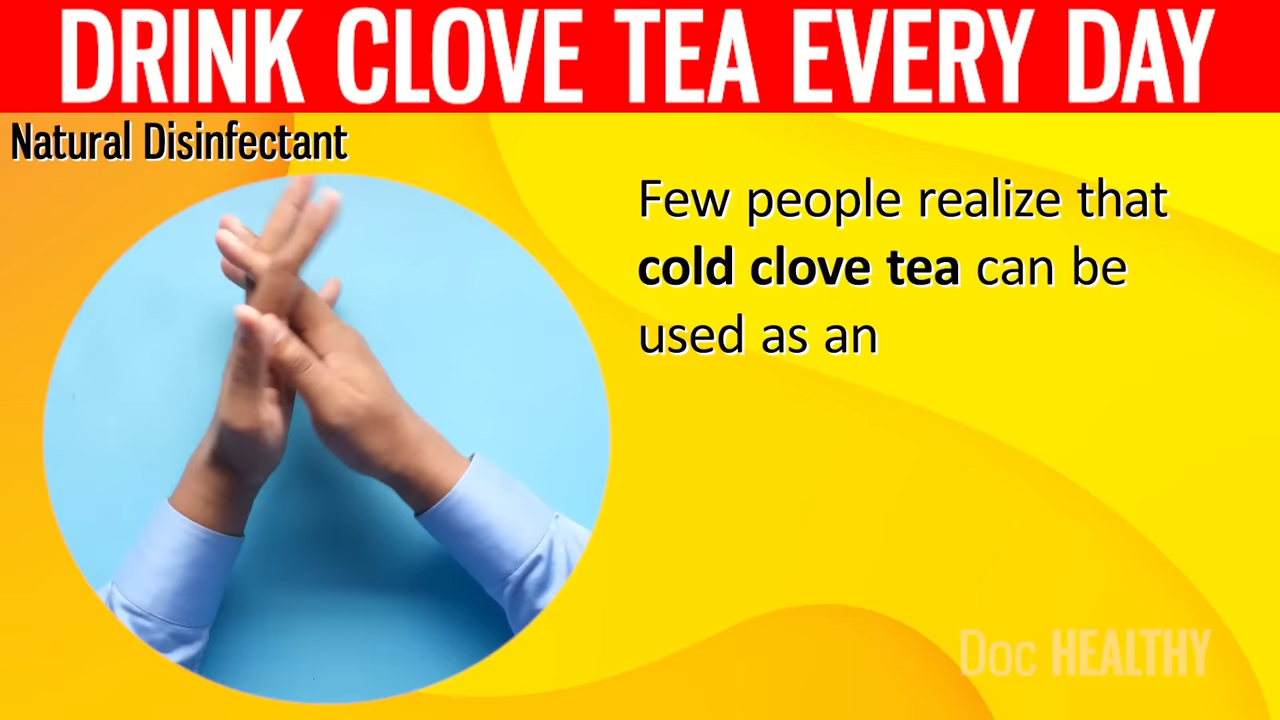 DRINK CLOVE TEA EVERY DAY
Natural Disinfectant
Few people realize that
cold clove tea can be
used as an
Doc HEALTHY